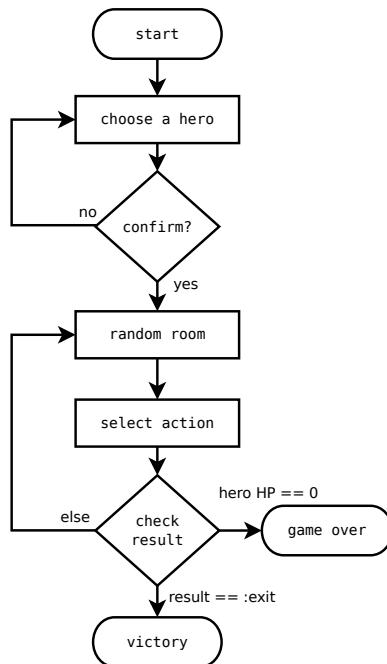 start
choose a hero
no
confirm?
yes
random room
select action
hero HP == 0
else
check
result
game over
result == :exit
victory